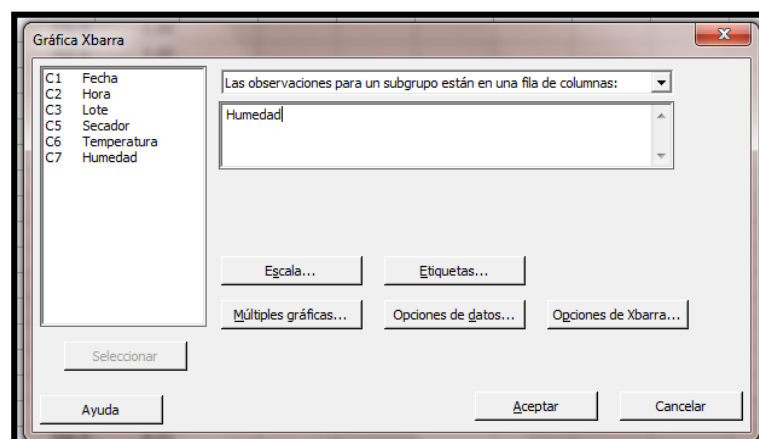 Gráfica Xbarra
C1 Fecha
C2 Hora
C3 Lote
C5 Secador
C6 Temperatura
C7 Humedad
Las observaciones para un subgrupo están en una fila de columnas:
Humedad
Escala...
Etiquetas...
Múltiples gráficas...
Opciones de datos...
Opciones de Xbarra...
Seleccionar
Ayuda
Aceptar
Cancelar